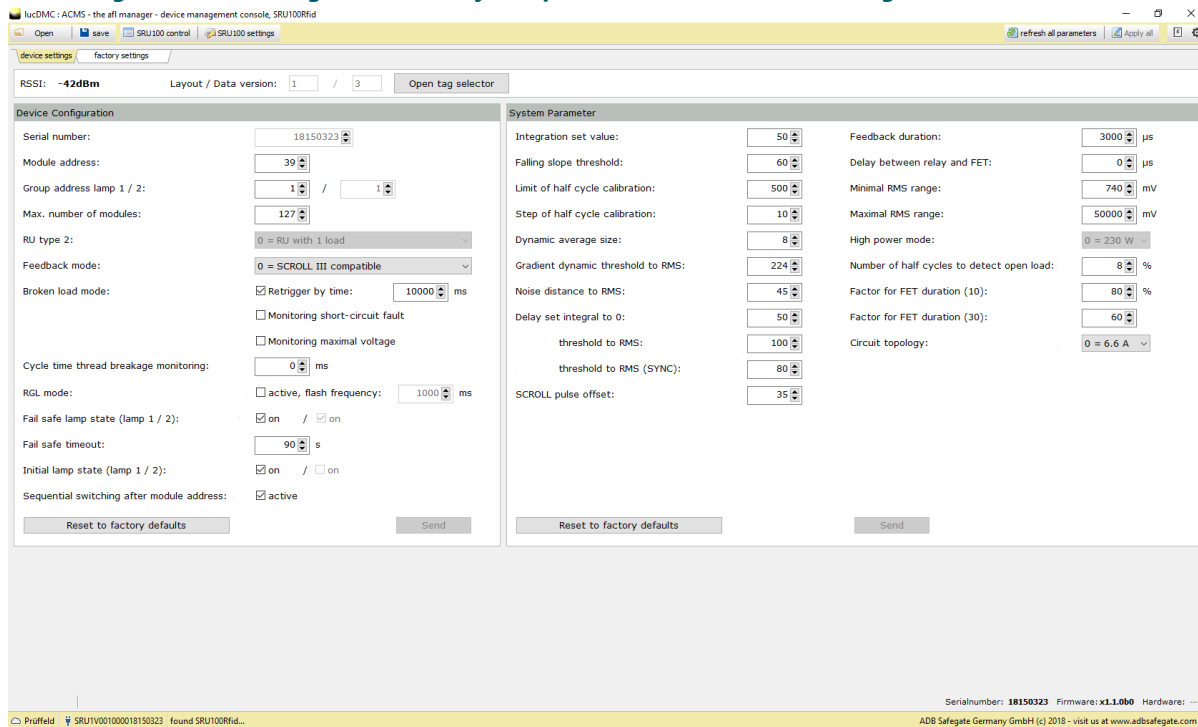 lucDMC : ACMS - the afl manager - device management console, SRU100Rfid
Open save SRU100 control SRU100 settings refresh all parameters Apply all
device settings factory settings
RSSI: -42dBm Layout / Data version: 1 / 3 Open tag selector
Device Configuration
Serial number: 18150323
Module address: 39
Group address lamp 1 / 2: 1 / 1
Max. number of modules: 127
RU type 2: 0 = RU with 1 load
Feedback mode: 0 = SCROLL III compatible
Broken load mode: Retrigger by time: 10000 ms
Monitoring short-circuit fault
Monitoring maximal voltage
Cycle time thread breakage monitoring: 0 ms
RGL mode: active, flash frequency: 1000 ms
Fail safe lamp state (lamp 1 / 2): on / on
Fail safe timeout: 90 s
Initial lamp state (lamp 1 / 2): on / on
Sequential switching after module address: active
Reset to factory defaults Send
System Parameter
Integration set value: 50
Falling slope threshold: 60
Limit of half cycle calibration: 500
Step of half cycle calibration: 10
Dynamic average size: 8
Gradient dynamic threshold to RMS: 224
Noise distance to RMS: 45
Delay set integral to 0: 50
threshold to RMS: 100
threshold to RMS (SYNC): 80
SCROLL pulse offset: 35
Feedback duration: 3000 µs
Delay between relay and FET: 0 µs
Minimal RMS range: 740 mV
Maximal RMS range: 50000 mV
High power mode: 0 = 230 W
Number of half cycles to detect open load: 8 %
Factor for FET duration (10): 80 %
Factor for FET duration (30): 60
Circuit topology: 0 = 6.6 A
Reset to factory defaults Send
Serialnumber: 18150323 Firmware: x1.1.0b0 Hardware: --
Prüffeld SRU1V001000018150323 found SRU100Rfid... ADB Safegate Germany GmbH (c) 2018 - visit us at www.adbsafegate.com